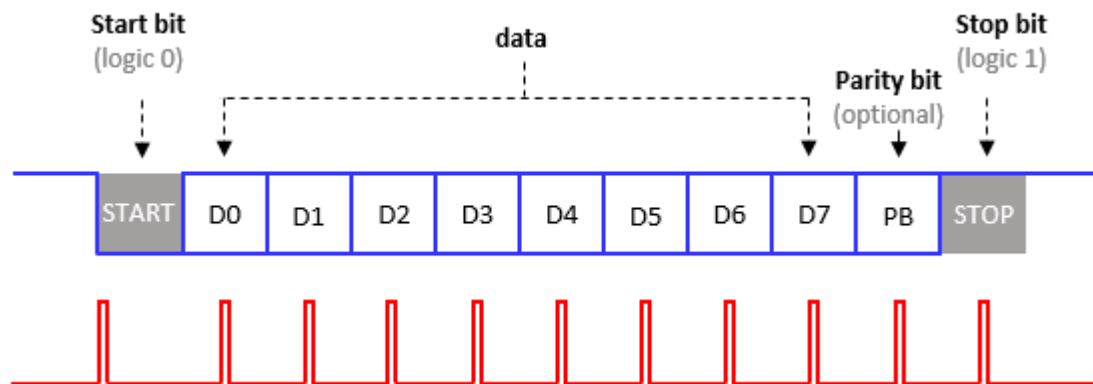 Start bit
(logic 0)
data
Stop bit
(logic 1)
Parity bit
(optional)
START D0 D1 D2 D3 D4 D5 D6 D7 PB STOP